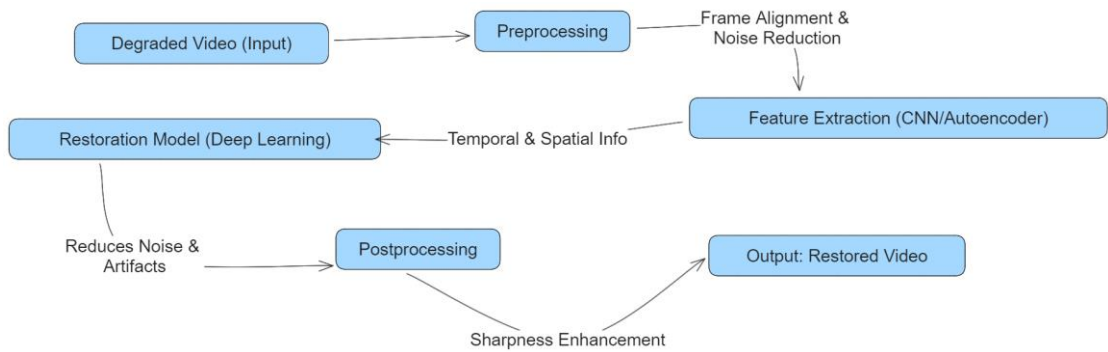 Degraded Video (Input)
Preprocessing
Frame Alignment &
Noise Reduction
Feature Extraction (CNN/Autoencoder)
Temporal & Spatial Info
Restoration Model (Deep Learning)
Reduces Noise &
Artifacts
Postprocessing
Sharpness Enhancement
Output: Restored Video